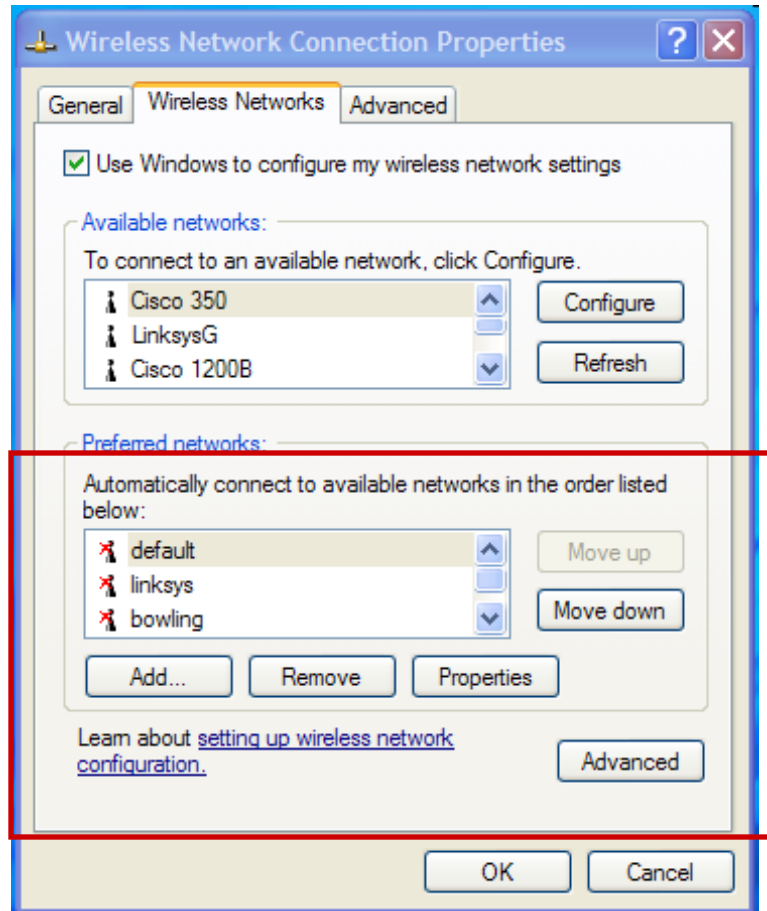 Wireless Network Connection Properties
General Wireless Networks Advanced
Use Windows to configure my wireless network settings
Available networks:
To connect to an available network, click Configure.
Cisco 350
LinksysG
Cisco 1200B
Configure
Refresh
Preferred networks:
Automatically connect to available networks in the order listed
below:
default
linksys
bowling
Move up
Move down
Add... Remove Properties
Learn about setting up wireless network
configuration.
Advanced
OK Cancel